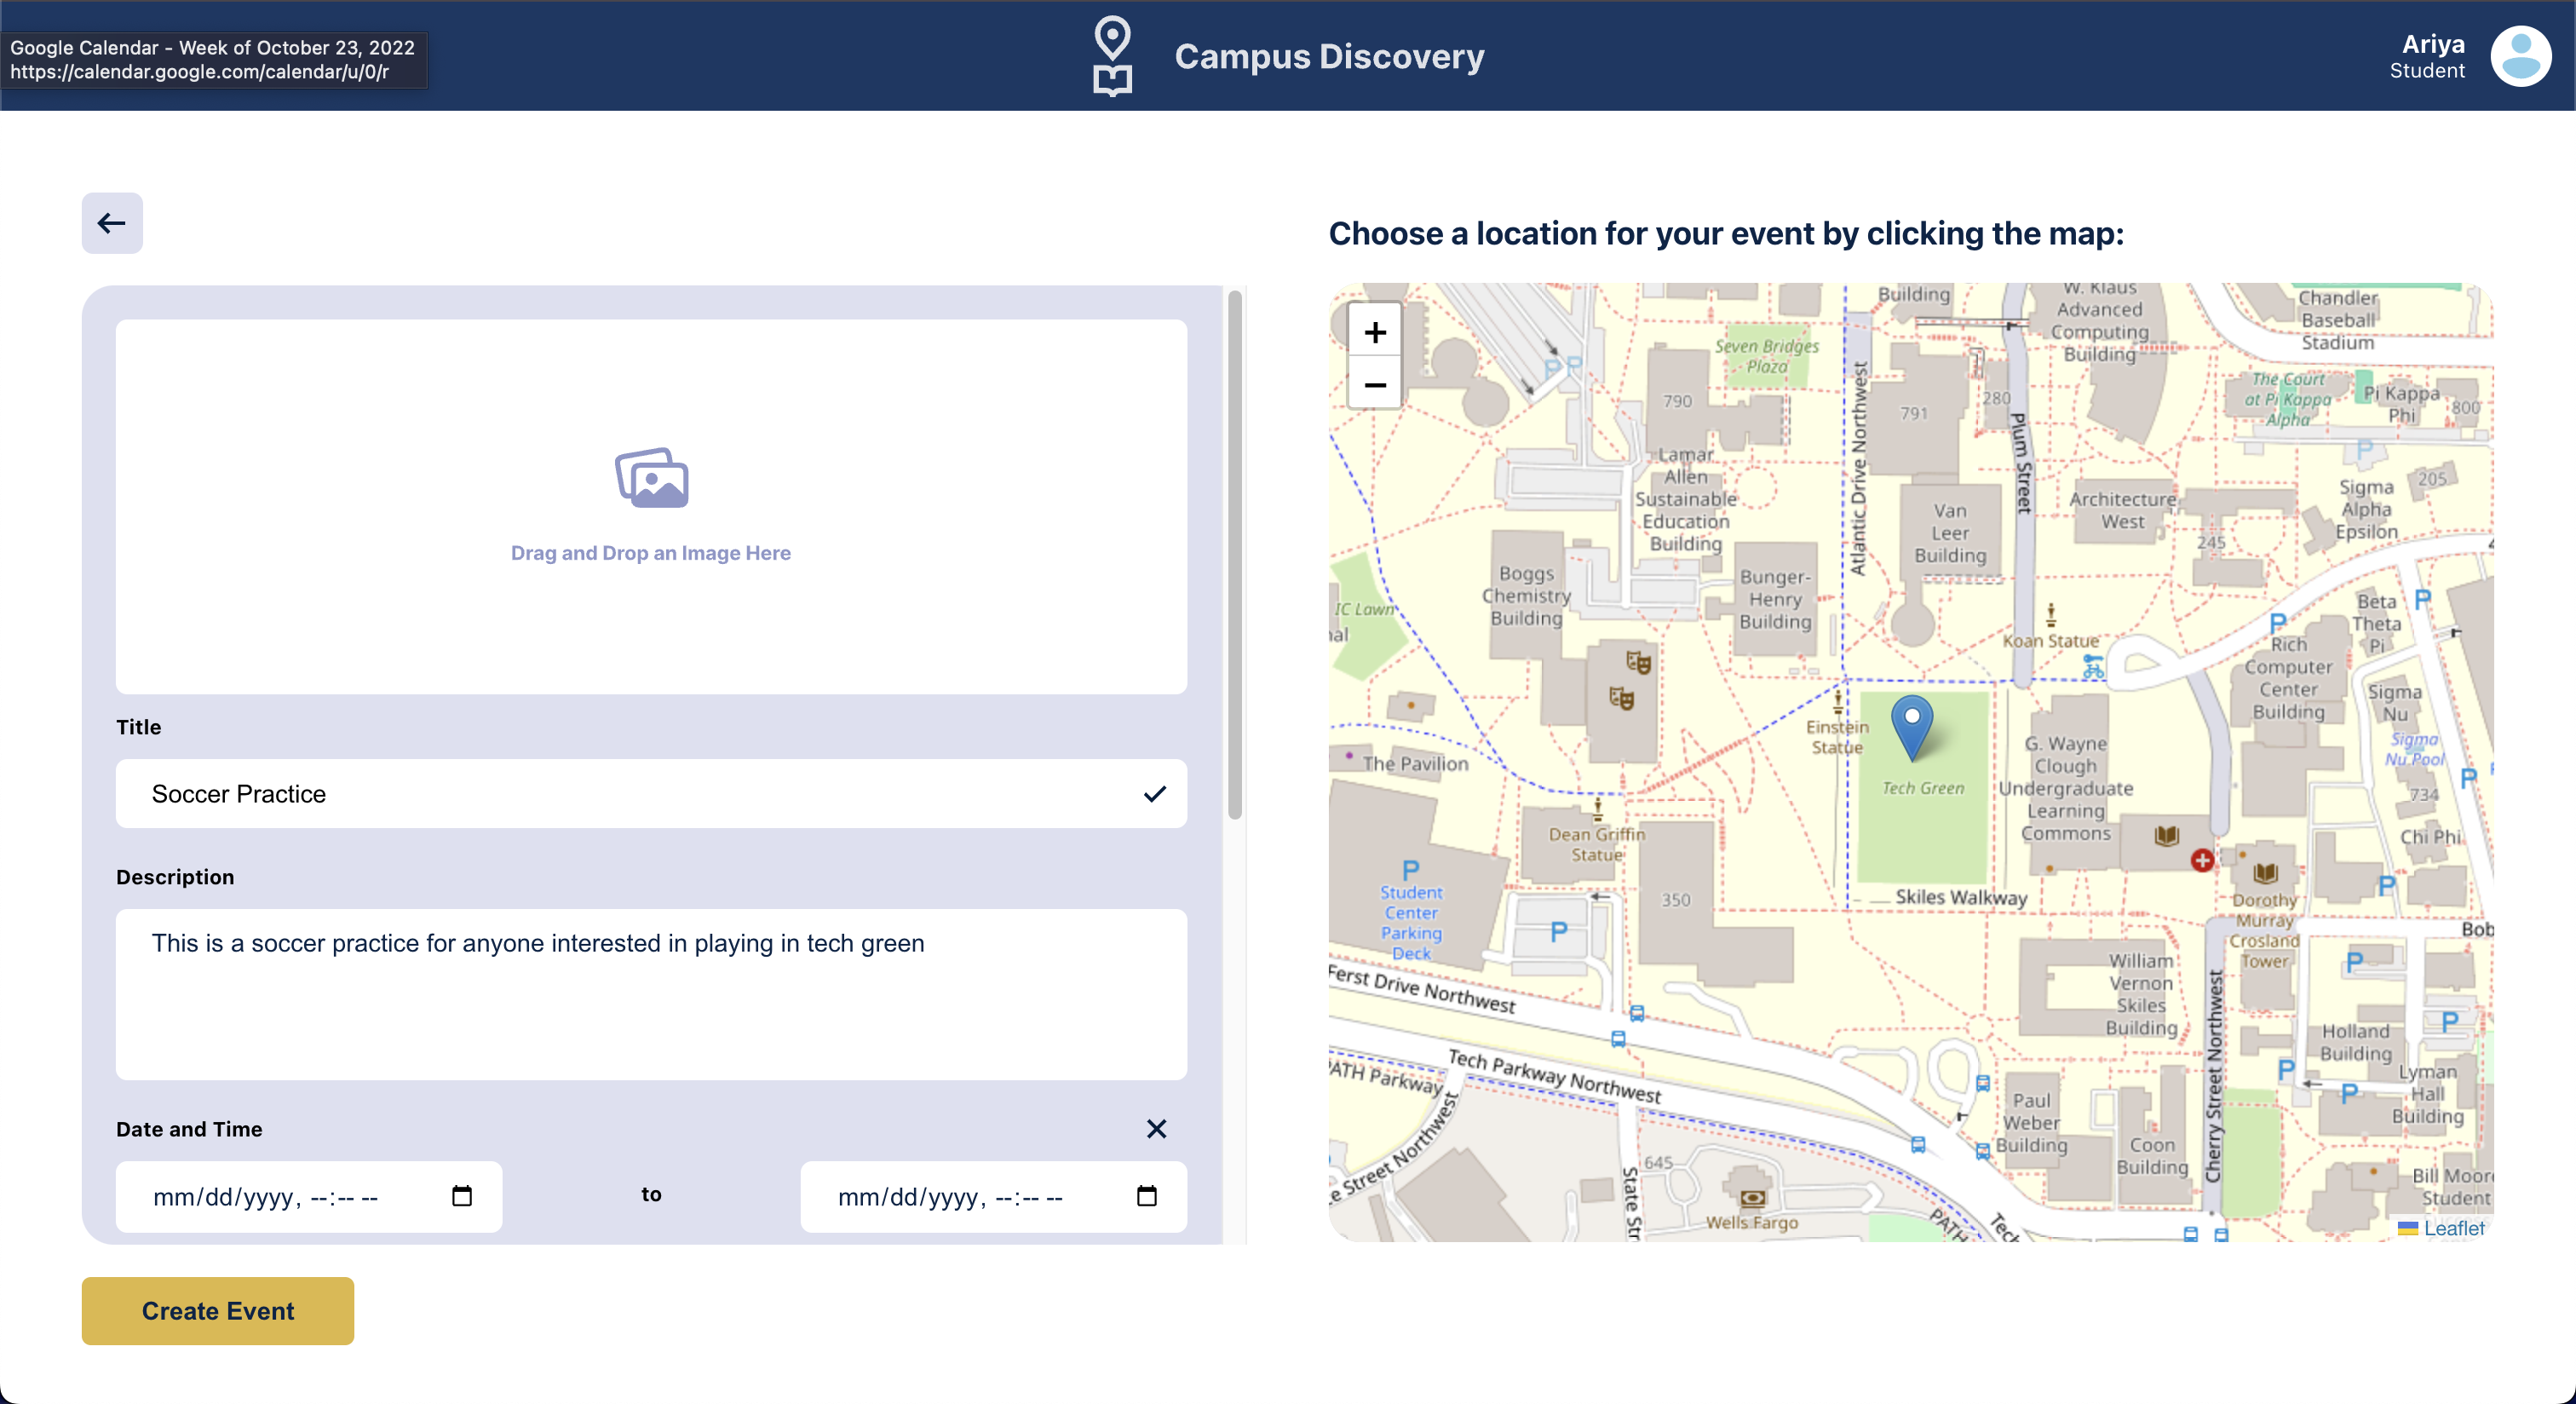 Google Calendar - Week of October 23, 2022
https://calendar.google.com/calendar/u/0/r
Campus Discovery
Ariya
Student
Drag and Drop an Image Here
Title
Soccer Practice
Description
This is a soccer practice for anyone interested in playing in tech green
Date and Time
mm/dd/yyyy, --:-- --
to
mm/dd/yyyy, --:-- --
Create Event
Choose a location for your event by clicking the map:
+
−
Building
W. Klaus
Advanced
Computing
Building
Chandler
Baseball
Stadium
Seven Bridges
Plaza
790
791
280
Atlantic Drive Northwest
Plum Street
The Court
at Pi Kappa
Alpha
Pi Kappa
Phi
800
P
P
P
Lamar
Allen
Sustainable
Education
Building
Van
Leer
Building
Architecture
West
245
Sigma
Alpha
Epsilon
205
Boggs
Chemistry
Building
Bunger-
Henry
Building
IC Lawn
Koan Statue
P
Rich
Computer
Center
Building
Beta
Theta
Pi
P
Sigma
Nu
Sigma
Nu Pool
P
734
Chi Phi
Einstein
Statue
Tech Green
G. Wayne
Clough
Undergraduate
Learning
Commons
The Pavilion
Dean Griffin
Statue
P
Student
Center
Parking
Deck
P
350
Skiles Walkway
Dorothy
Murray
Crosland
Tower
P
Bob
P
William
Vernon
Skiles
Building
Cherry Street Northwest
Holland
Building
P
P
P
Lyman
Hall
Building
Ferst Drive Northwest
Tech Parkway Northwest
PATH Parkway
e Street Northwest
State Str
645
Wells Fargo
PATH
Tech
Paul
Weber
Building
Coon
Building
Bill Moore
Student
Leaflet